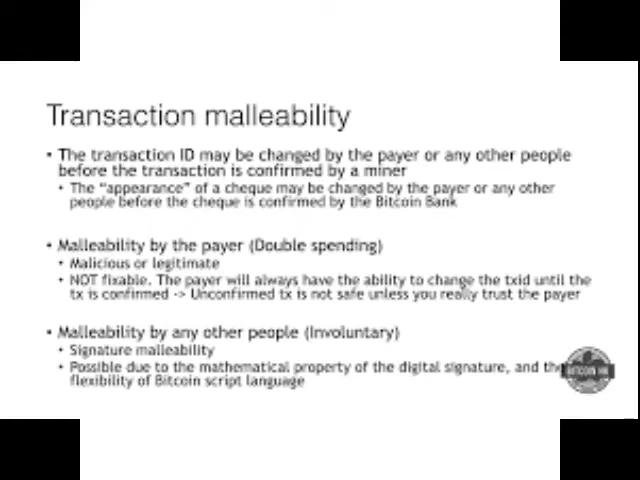 Transaction malleability
• The transaction ID may be changed by the payer or any other people
before the transaction is confirmed by a miner
• The “appearance” of a cheque may be changed by the payer or any other
people before the cheque is confirmed by the Bitcoin Bank
• Malleability by the payer (Double spending)
• Malicious or legitimate
• NOT fixable. The payer will always have the ability to change the txid until the
tx is confirmed -> Unconfirmed tx is not safe unless you really trust the payer
• Malleability by any other people (Involuntary)
• Signature malleability
• Possible due to the mathematical property of the digital signature, and the
flexibility of Bitcoin script language
BITCOIN HK